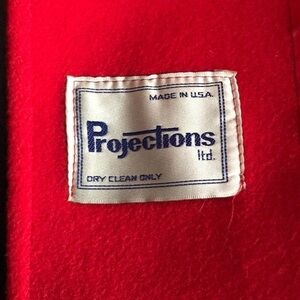 MADE IN U.S.A.
Projections
ltd.
DRY CLEAN ONLY